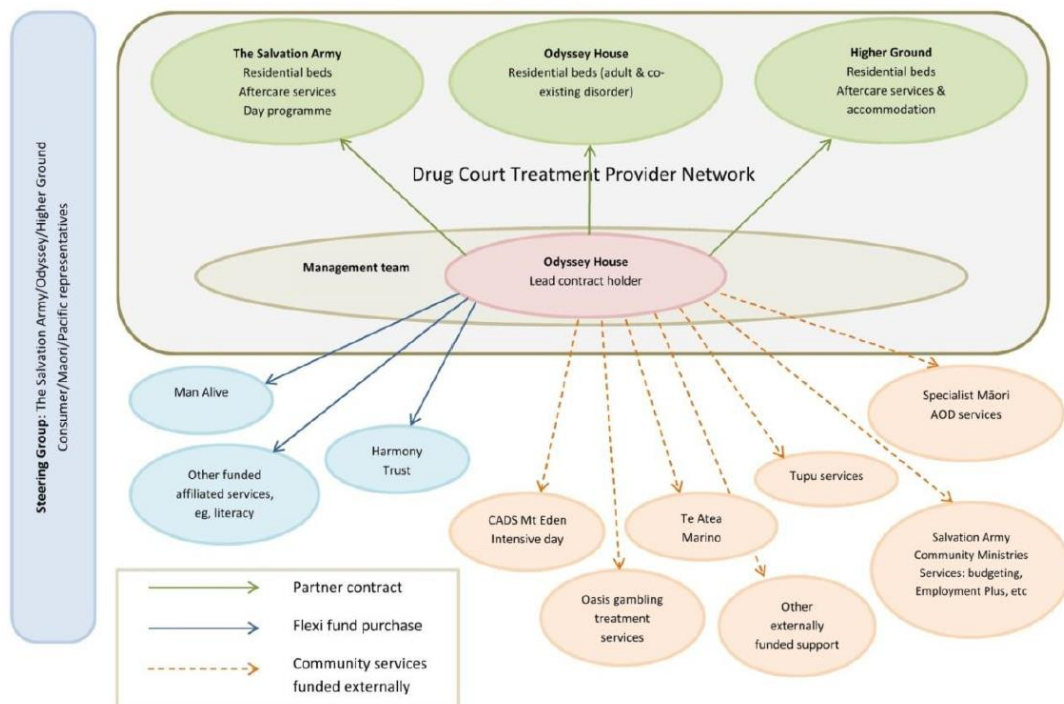 Steering Group: The Salvation Army/Odyssey/Higher Ground
Consumer/Maori/Pacific representatives
The Salvation Army
Residential beds
Aftercare services
Day programme
Odyssey House
Residential beds (adult & co-
existing disorder)
Higher Ground
Residential beds
Aftercare services &
accommodation
Drug Court Treatment Provider Network
Management team
Odyssey House
Lead contract holder
Man Alive
Other funded
affiliated services,
eg, literacy
Harmony
Trust
CADS Mt Eden
Intensive day
Oasis gambling
treatment
services
Te Atea
Marino
Other
externally
funded support
Tupu services
Specialist Māori
AOD services
Salvation Army
Community Ministries
Services: budgeting,
Employment Plus, etc
Partner contract
Flexi fund purchase
Community services
funded externally